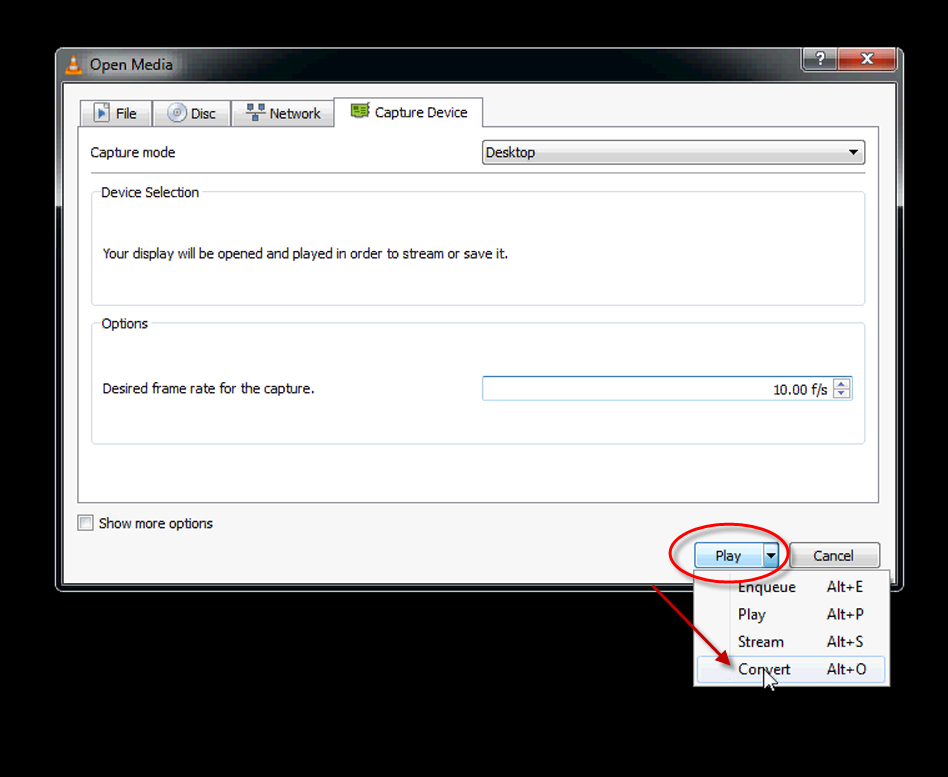 Open Media
?
File Disc Network Capture Device
Capture mode Desktop
Device Selection
Your display will be opened and played in order to stream or save it.
Options
Desired frame rate for the capture. 10.00 f/s
Show more options
Play Cancel
Enqueue Alt+E
Play Alt+P
Stream Alt+S
Convert Alt+O